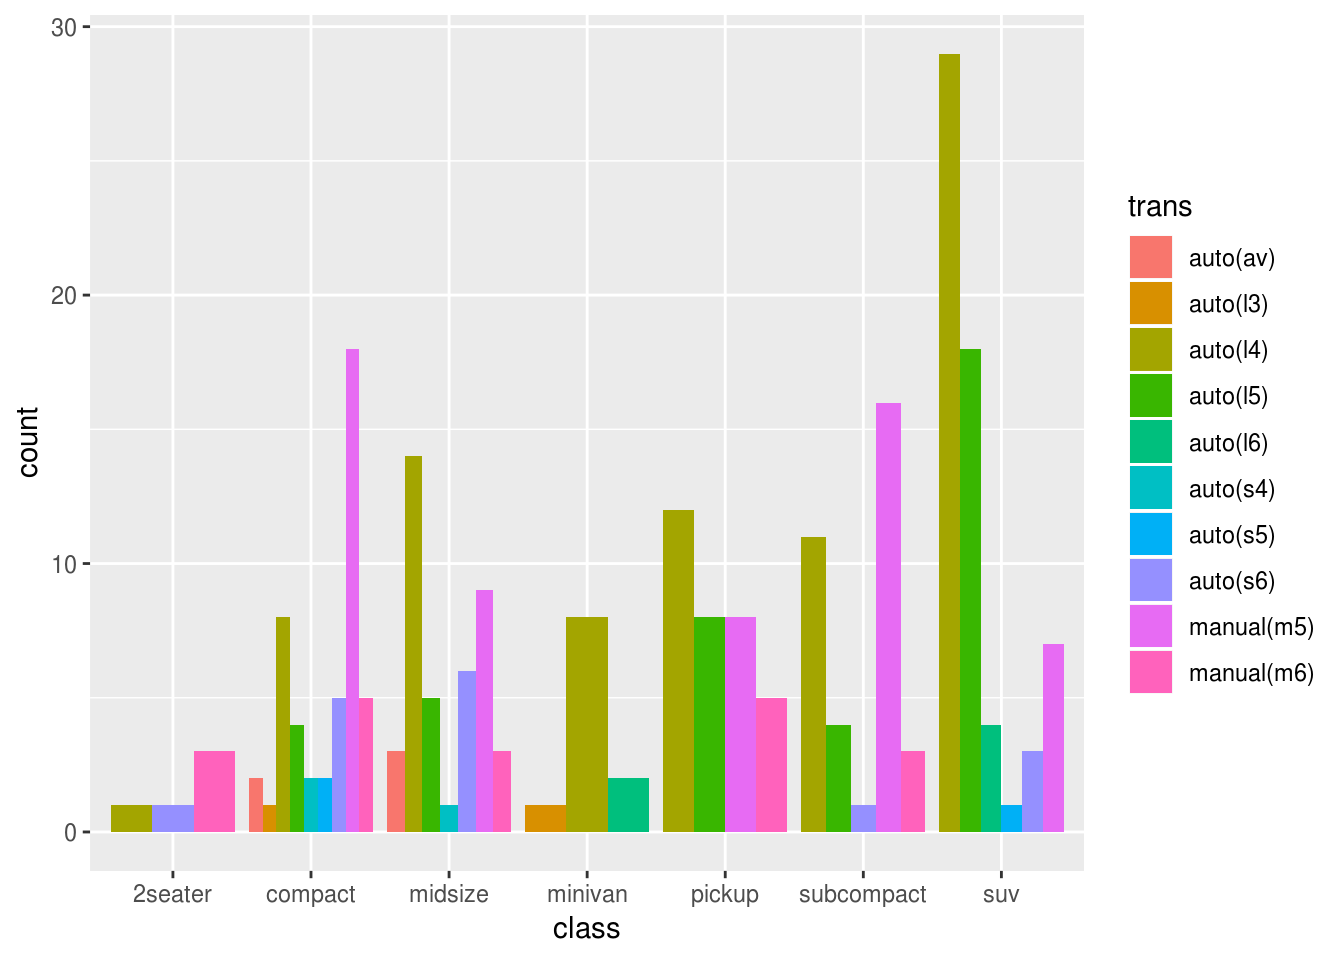 30
20
10
0
count
2seater compact midsize minivan pickup subcompact suv
class
trans
auto(av)
auto(l3)
auto(l4)
auto(l5)
auto(l6)
auto(s4)
auto(s5)
auto(s6)
manual(m5)
manual(m6)